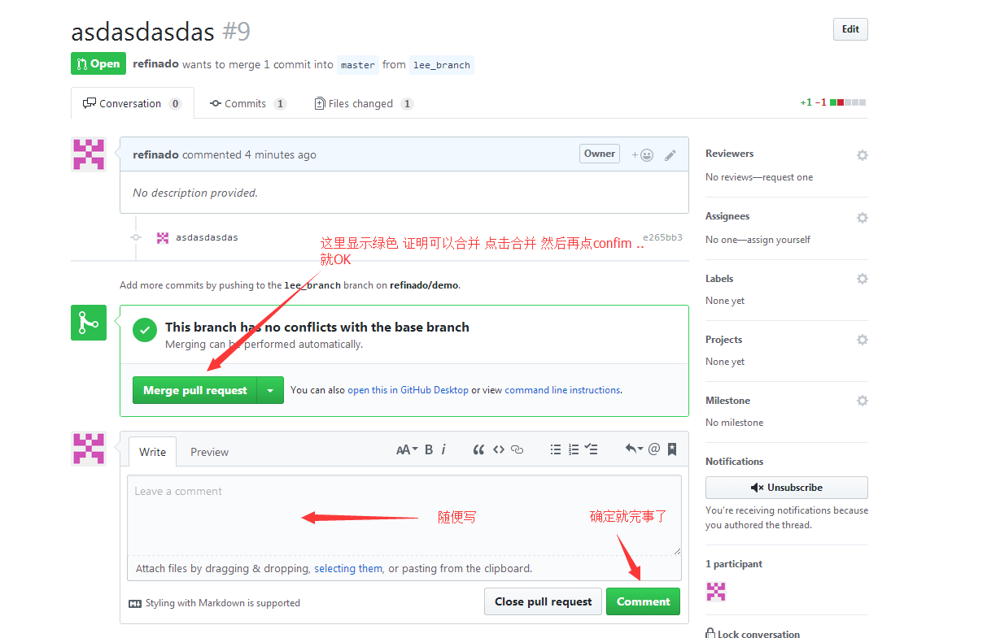 asdasdasdas #9
Edit
Open refinado wants to merge 1 commit into master from lee_branch
Conversation 0 Commits 1 Files changed 1
+1 −1
refinado commented 4 minutes ago
Owner
No description provided.
asdasdasdas
e265bb3
这里显示绿色 证明可以合并 点击合并 然后再点confim ..
就OK
Add more commits by pushing to the lee_branch branch on refinado/demo.
This branch has no conflicts with the base branch
Merging can be performed automatically.
Merge pull request
You can also open this in GitHub Desktop or view command line instructions.
Write Preview
AA B i
Leave a comment
随便写
确定就完事了
Attach files by dragging & dropping, selecting them, or pasting from the clipboard.
Styling with Markdown is supported
Close pull request
Comment
Reviewers
No reviews—request one
Assignees
No one—assign yourself
Labels
None yet
Projects
None yet
Milestone
No milestone
Notifications
Unsubscribe
You're receiving notifications because
you authored the thread.
1 participant
Lock conversation